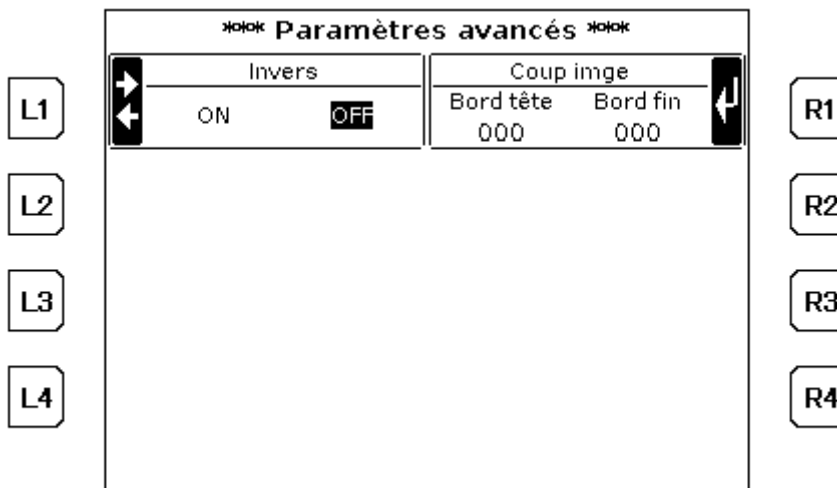 *** Paramètres avancés ***
Invers
Coup imge
L1
ON OFF
Bord tête Bord fin
000 000
R1
L2
R2
L3
R3
L4
R4